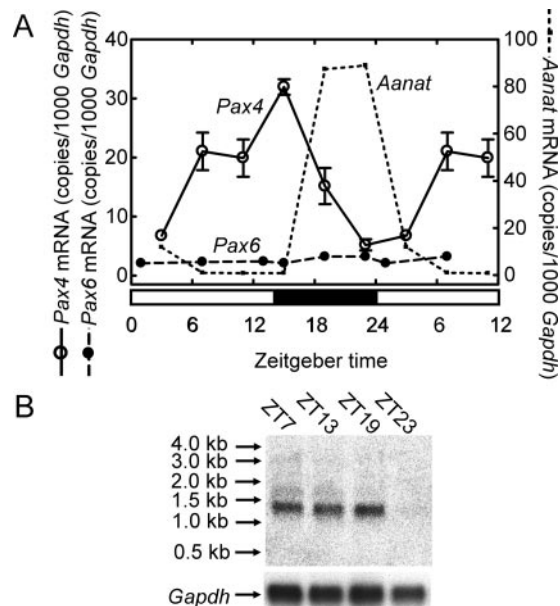 A
Pax4 mRNA (copies/1000 Gapdh)
Pax6 mRNA (copies/1000 Gapdh)
40
30
20
10
0
Pax4
Aanat
Pax6
100
80
60
40
20
0
Aanat mRNA (copies/1000 Gapdh)
0 6 12 18 24 6 12
Zeitgeber time
B
ZT7 ZT13 ZT19 ZT23
4.0 kb
3.0 kb
2.0 kb
1.5 kb
1.0 kb
0.5 kb
Gapdh